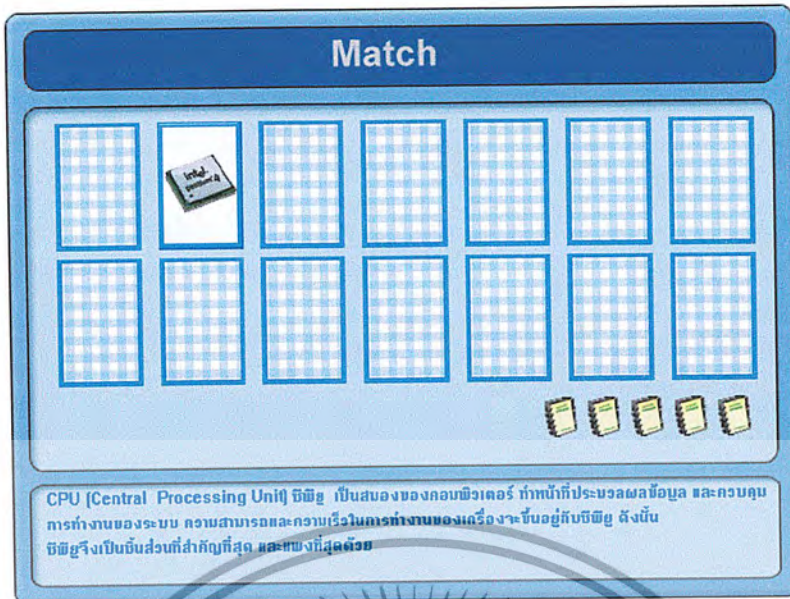 Match
intel
pentium 4
CPU (Central Processing Unit) ซีพียู เป็นสมองของคอมพิวเตอร์ ทำหน้าที่ประมวลผลข้อมูล และควบคุม
การทำงานของระบบ ความสามารถและความเร็วในการทำงานของเครื่องจะขึ้นอยู่กับซีพียู ดังนั้น
ซีพียูจึงเป็นชิ้นส่วนที่สำคัญที่สุด และแพงที่สุดด้วย